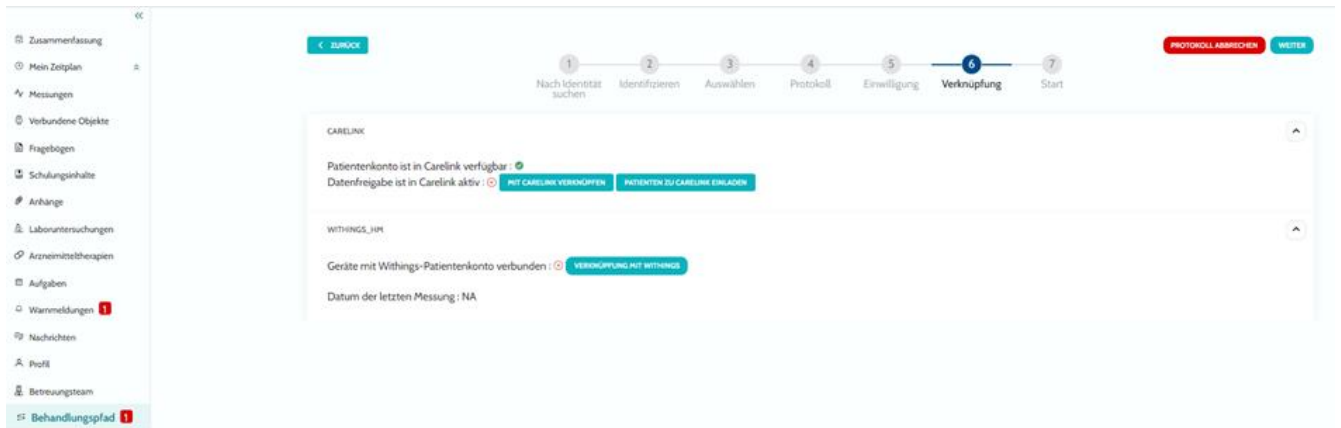 Zusammenfassung
Mein Zeitplan
Messungen
Verbundene Objekte
Fragebögen
Schulungsinhalte
Anhänge
Laboruntersuchungen
Arzneimitteltherapien
Aufgaben
Warnmeldungen 1
Nachrichten
Profil
Betreuungsteam
Behandlungspfad 1
ZURÜCK
PROTOKOLL ABBRECHEN WEITER
1 2 3 4 5 6 7
Nach Identität suchen Identifizieren Auswählen Protokoll Einwilligung Verknüpfung Start
CARELINK
Patientenkonto ist in Carelink verfügbar :
Datenfreigabe ist in Carelink aktiv : MIT CARELINK VERKNÜPFEN PATIENTEN ZU CARELINK EINLADEN
WITHINGS_HM
Geräte mit Withings-Patientenkonto verbunden : VERKNÜPFUNG MIT WITHINGS
Datum der letzten Messung : NA